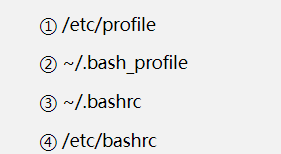 ① /etc/profile
② ~/.bash_profile
③ ~/.bashrc
④ /etc/bashrc